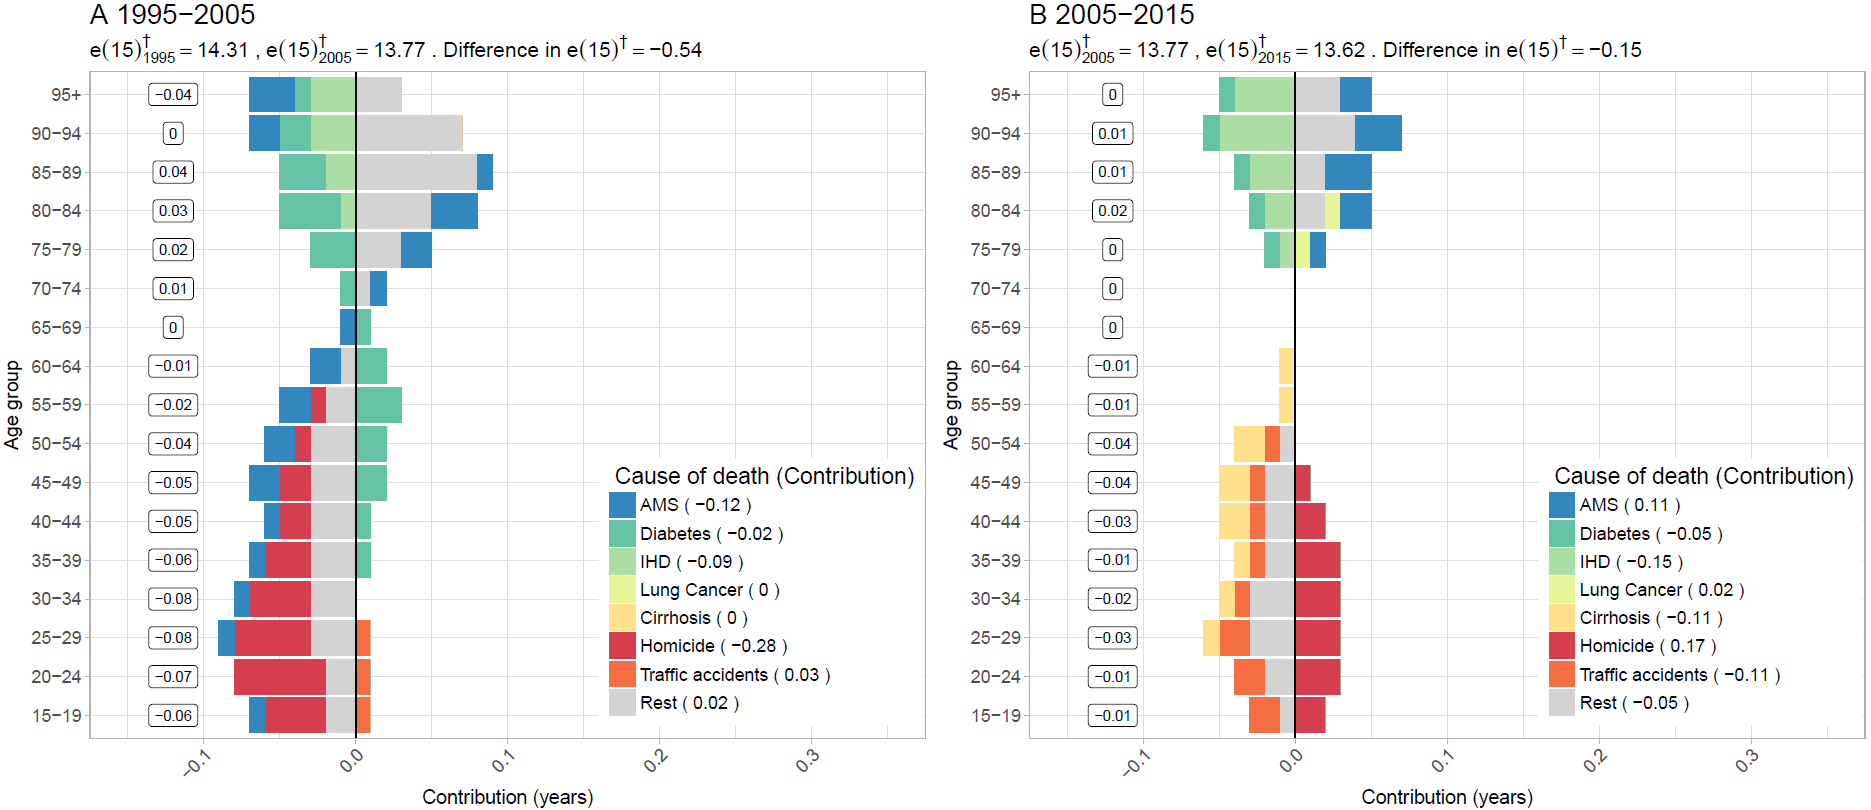 A 1995−2005
e(15)†1995 = 14.31 , e(15)†2005 = 13.77 . Difference in e(15)† = −0.54
95+ −0.04
90−94 0
85−89 0.04
80−84 0.03
75−79 0.02
70−74 0.01
65−69 0
60−64 −0.01
55−59 −0.02
50−54 −0.04
45−49 −0.05
40−44 −0.05
35−39 −0.06
30−34 −0.08
25−29 −0.08
20−24 −0.07
15−19 −0.06
Age group
Cause of death (Contribution)
AMS ( −0.12 )
Diabetes ( −0.02 )
IHD ( −0.09 )
Lung Cancer ( 0 )
Cirrhosis ( 0 )
Homicide ( −0.28 )
Traffic accidents ( 0.03 )
Rest ( 0.02 )
−0.1 0.0 0.1 0.2 0.3
Contribution (years)
B 2005−2015
e(15)†2005 = 13.77 , e(15)†2015 = 13.62 . Difference in e(15)† = −0.15
95+ 0
90−94 0.01
85−89 0.01
80−84 0.02
75−79 0
70−74 0
65−69 0
60−64 −0.01
55−59 −0.01
50−54 −0.04
45−49 −0.04
40−44 −0.03
35−39 −0.01
30−34 −0.02
25−29 −0.03
20−24 −0.01
15−19 −0.01
Age group
Cause of death (Contribution)
AMS ( 0.11 )
Diabetes ( −0.05 )
IHD ( −0.15 )
Lung Cancer ( 0.02 )
Cirrhosis ( −0.11 )
Homicide ( 0.17 )
Traffic accidents ( −0.11 )
Rest ( −0.05 )
−0.1 0.0 0.1 0.2 0.3
Contribution (years)